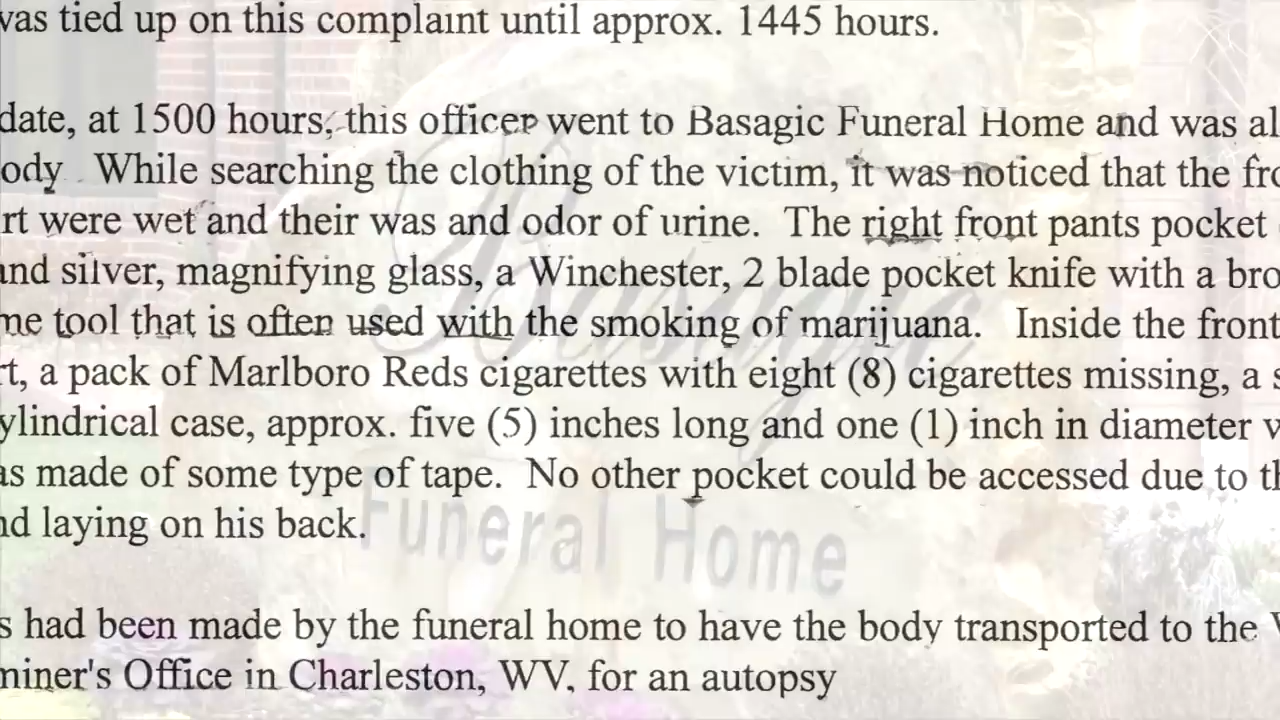 was tied up on this complaint until approx. 1445 hours.
date, at 1500 hours, this officer went to Basagic Funeral Home and was al
ody While searching the clothing of the victim, it was noticed that the fro
rt were wet and their was and odor of urine. The right front pants pocket
and silver, magnifying glass, a Winchester, 2 blade pocket knife with a bro
me tool that is often used with the smoking of marijuana. Inside the front
rt, a pack of Marlboro Reds cigarettes with eight (8) cigarettes missing, a s
ylindrical case, approx. five (5) inches long and one (1) inch in diameter w
as made of some type of tape. No other pocket could be accessed due to th
nd laying on his back.
s had been made by the funeral home to have the body transported to the W
miner's Office in Charleston, WV, for an autopsy
Basagic
Funeral Home